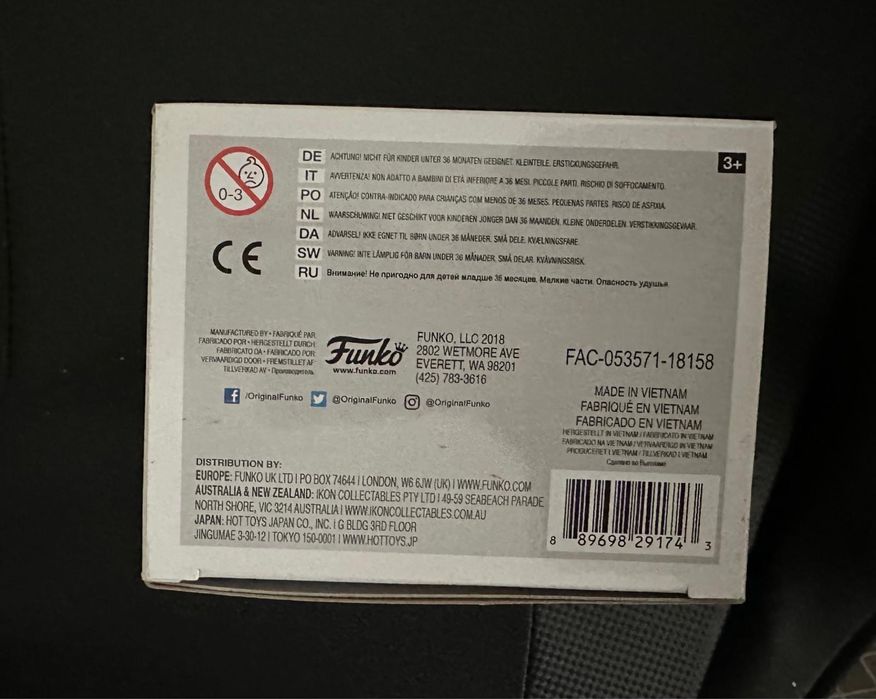 0-3
3+
DE ACHTUNG! NICHT FÜR KINDER UNTER 36 MONATEN GEEIGNET. KLEINTEILE. ERSTICKUNGSGEFAHR.
IT AVVERTENZA! NON ADATTO A BAMBINI DI ETÀ INFERIORE A 36 MESI. PICCOLE PARTI. RISCHIO DI SOFFOCAMENTO.
PO ATENÇÃO! CONTRA-INDICADO PARA CRIANÇAS COM MENOS DE 36 MESES. PEQUENAS PARTES. RISCO DE ASFIXIA.
NL WAARSCHUWING! NIET GESCHIKT VOOR KINDEREN JONGER DAN 36 MAANDEN. KLEINE ONDERDELEN. VERSTIKKINGSGEVAAR.
DA ADVARSEL! IKKE EGNET TIL BØRN UNDER 36 MÅNEDER. SMÅ DELE. KVÆLNINGSFARE.
SW VARNING! INTE LÄMPLIG FÖR BARN UNDER 36 MÅNADER. SMÅ DELAR. KVÄVNINGSRISK.
RU Внимание! Не пригодно для детей младше 36 месяцев. Мелкие части. Опасность удушья.
CE
MANUFACTURED BY • FABRIQUÉ PAR
FABRICADO POR • HERGESTELLT DURCH
FABBRICATO DA • FABRICADO POR
VERVAARDIGD DOOR • FREMSTILLET AF
TILLVERKAD AV • Производитель
Funko
www.funko.com
FUNKO, LLC 2018
2802 WETMORE AVE
EVERETT, WA 98201
(425) 783-3616
/OriginalFunko @OriginalFunko @OriginalFunko
FAC-053571-18158
MADE IN VIETNAM
FABRIQUÉ EN VIETNAM
FABRICADO EN VIETNAM
HERGESTELLT IN VIETNAM / FABBRICATO IN VIETNAM
FABRICADO NA VIETNAM / VERVAARDIGD IN VIETNAM
PRODUCERET I VIETNAM / TILLVERKAD I VIETNAM
Сделано во Вьетнаме
DISTRIBUTION BY:
EUROPE: FUNKO UK LTD I PO BOX 74644 I LONDON, W6 6JW (UK) I WWW.FUNKO.COM
AUSTRALIA & NEW ZEALAND: IKON COLLECTABLES PTY LTD I 49-59 SEABEACH PARADE
NORTH SHORE, VIC 3214 AUSTRALIA I WWW.IKONCOLLECTABLES.COM.AU
JAPAN: HOT TOYS JAPAN CO., INC. I G BLDG 3RD FLOOR
JINGUMAE 3-30-12 I TOKYO 150-0001 I WWW.HOTTOYS.JP
8 89698 29174 3